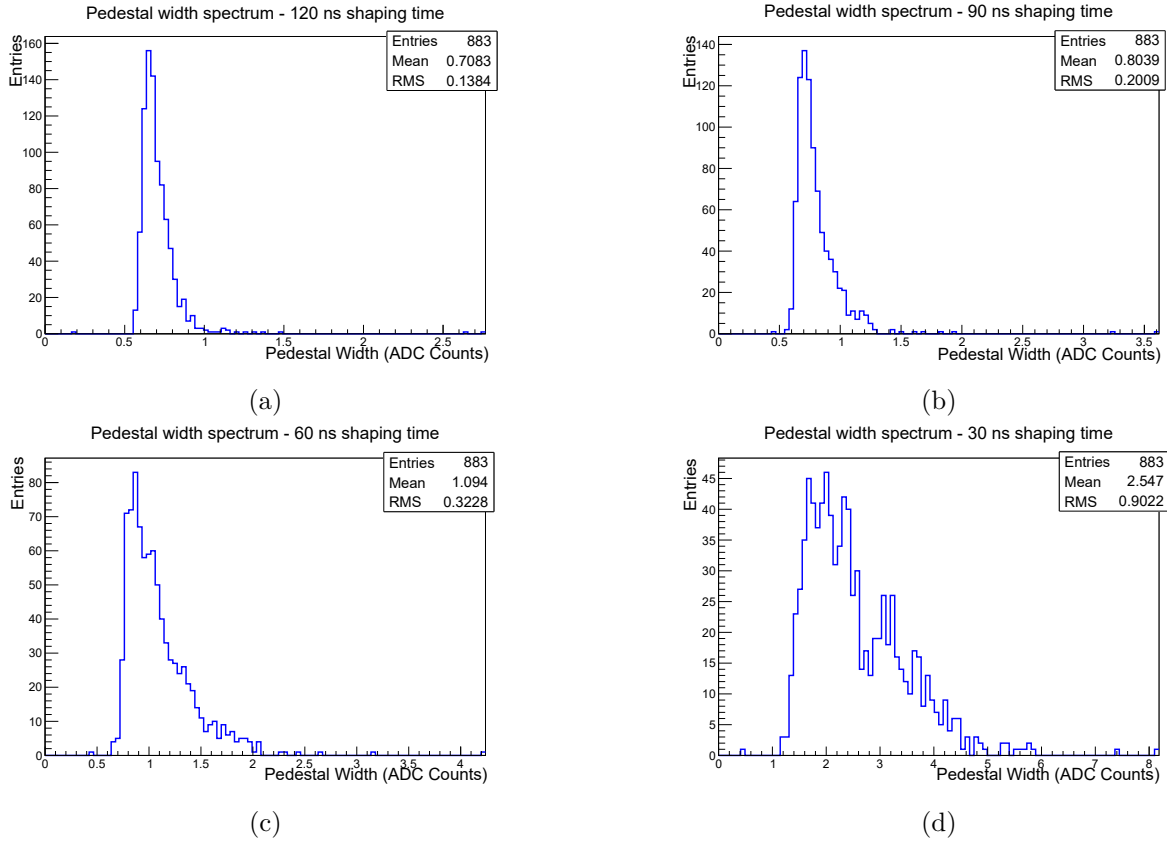 Pedestal width spectrum - 120 ns shaping time
Entries 883
Mean 0.7083
RMS 0.1384
Entries
160
140
120
100
80
60
40
20
0
0 0.5 1 1.5 2 2.5
Pedestal Width (ADC Counts)
(a)
Pedestal width spectrum - 90 ns shaping time
Entries 883
Mean 0.8039
RMS 0.2009
Entries
140
120
100
80
60
40
20
0
0 0.5 1 1.5 2 2.5 3 3.5
Pedestal Width (ADC Counts)
(b)
Pedestal width spectrum - 60 ns shaping time
Entries 883
Mean 1.094
RMS 0.3228
Entries
80
70
60
50
40
30
20
10
0
0 0.5 1 1.5 2 2.5 3 3.5 4
Pedestal Width (ADC Counts)
(c)
Pedestal width spectrum - 30 ns shaping time
Entries 883
Mean 2.547
RMS 0.9022
Entries
45
40
35
30
25
20
15
10
5
0
0 1 2 3 4 5 6 7 8
Pedestal Width (ADC Counts)
(d)